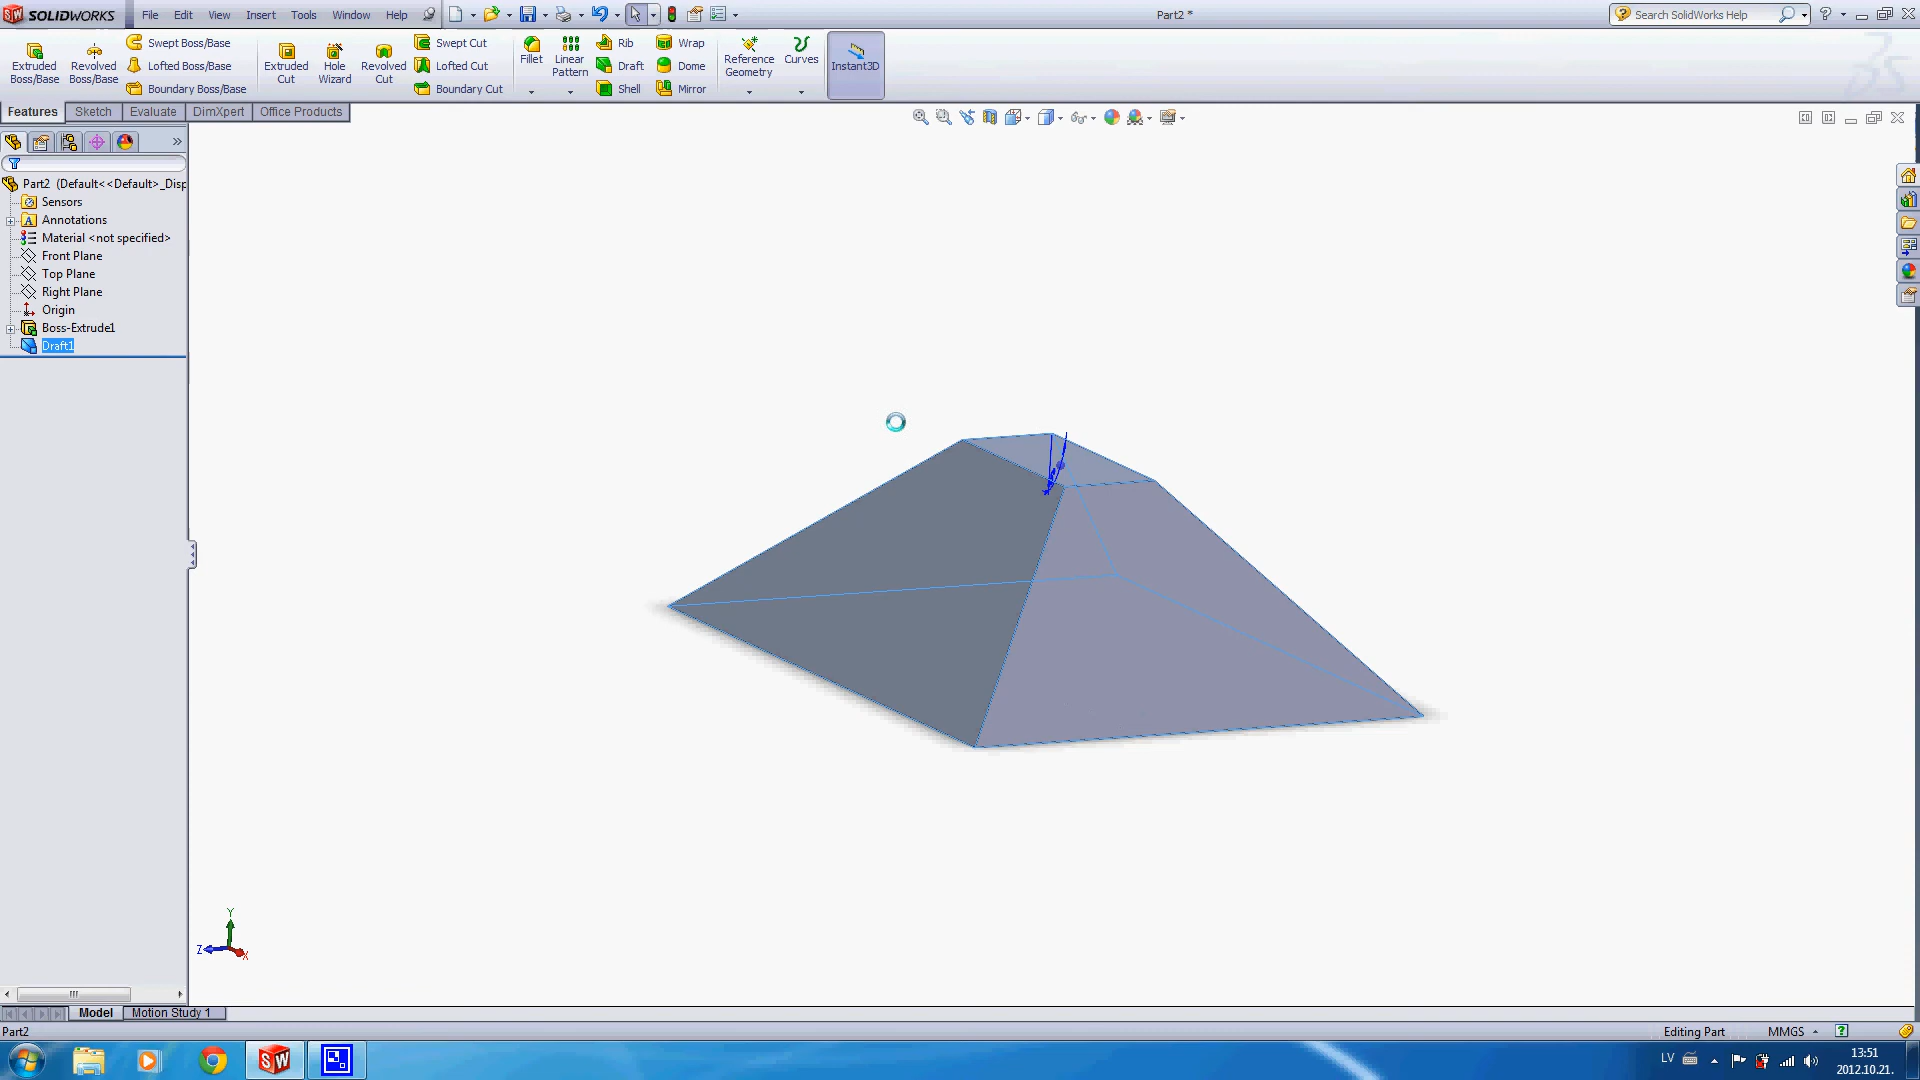 SW SOLIDWORKS File Edit View Insert Tools Window Help Part2 * Search SolidWorks Help ?
Extruded Boss/Base
Revolved Boss/Base
Swept Boss/Base
Lofted Boss/Base
Boundary Boss/Base
Extruded Cut
Hole Wizard
Revolved Cut
Swept Cut
Lofted Cut
Boundary Cut
Fillet
Linear Pattern
Rib
Draft
Shell
Wrap
Dome
Mirror
Reference Geometry
Curves
Instant3D
Features Sketch Evaluate DimXpert Office Products
»
Part2 (Default<<Default>_Disp
Sensors
A Annotations
Material <not specified>
Front Plane
Top Plane
Right Plane
Origin
Boss-Extrude1
Draft1
Y
Z
X
Model Motion Study 1
Part2 Editing Part MMGS ?
SW LV 13:51
2012.10.21.